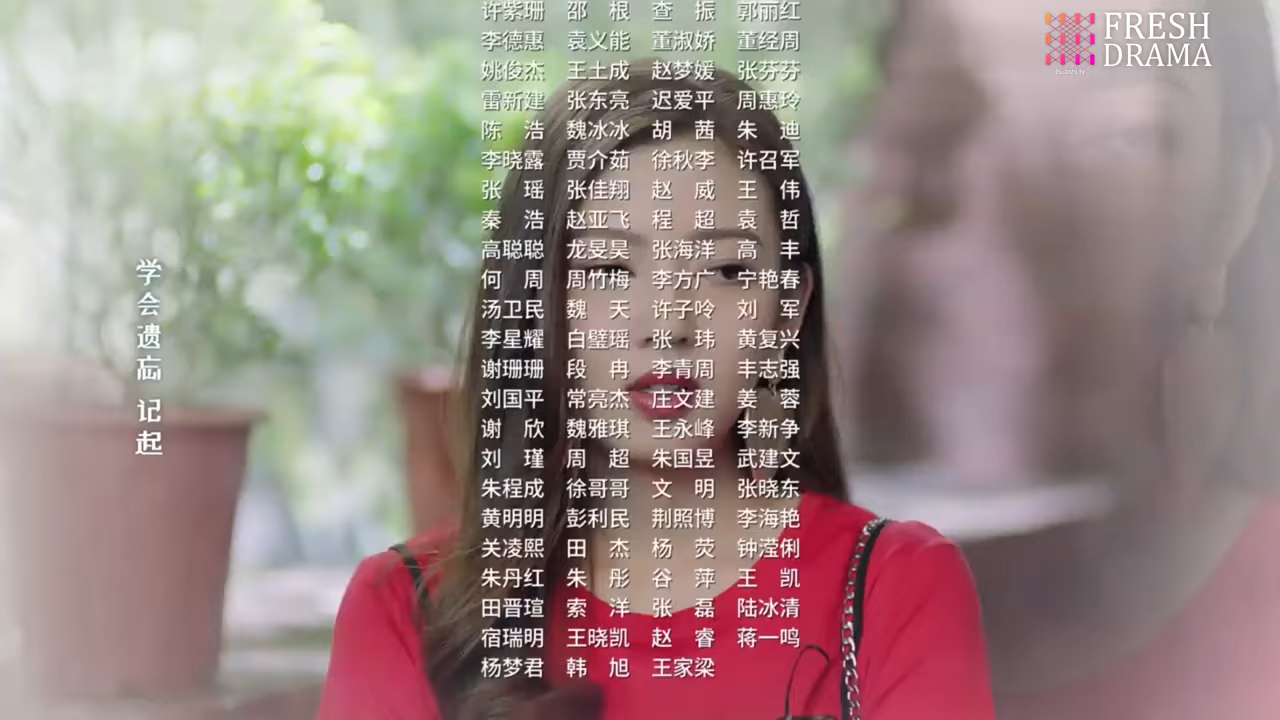 许紫珊 邵 根 查 振 郭丽红
李德惠 袁义能 董淑娇 董经周
姚俊杰 王土成 赵梦媛 张芬芬
雷新建 张东亮 迟爱平 周惠玲
陈 浩 魏冰冰 胡 茜 朱 迪
李晓露 贾介茹 徐秋李 许召军
张 瑶 张佳翔 赵 威 王 伟
秦 浩 赵亚飞 程 超 袁 哲
高聪聪 龙旻昊 张海洋 高 丰
何 周 周竹梅 李方广 宁艳春
汤卫民 魏 天 许子呤 刘 军
李星耀 白璧瑶 张 玮 黄复兴
谢珊珊 段 冉 李青周 丰志强
刘国平 常亮杰 庄文建 姜 蓉
谢 欣 魏雅琪 王永峰 李新争
刘 瑾 周 超 朱国昱 武建文
朱程成 徐哥哥 文 明 张晓东
黄明明 彭利民 荆照博 李海艳
关凌熙 田 杰 杨 荧 钟滢俐
朱丹红 朱 彤 谷 萍 王 凯
田晋瑄 索 洋 张 磊 陆冰清
宿瑞明 王晓凯 赵 睿 蒋一鸣
杨梦君 韩 旭 王家梁
学会遗忘 记起
FRESH
DRAMA
huashi tv